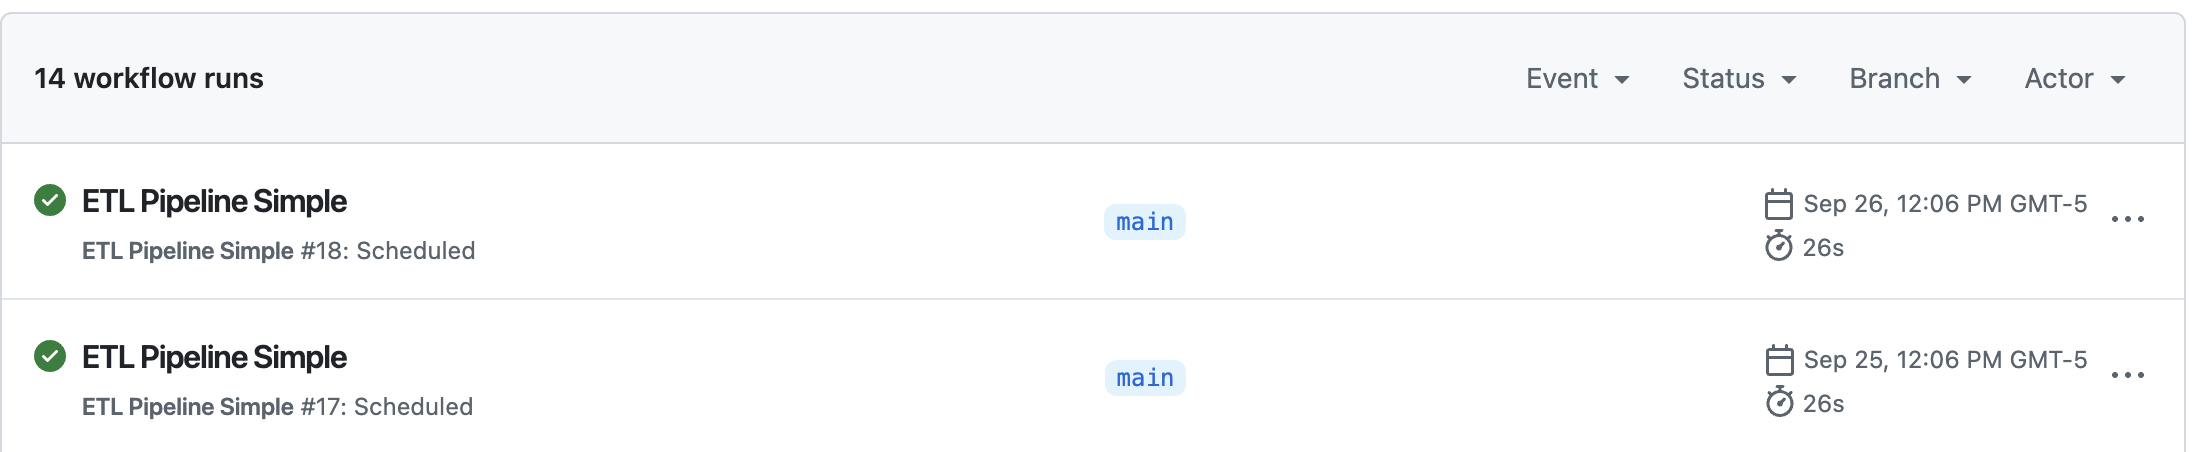 14 workflow runs Event Status Branch Actor
ETL Pipeline Simple
ETL Pipeline Simple #18: Scheduled
main
Sep 26, 12:06 PM GMT-5
26s
ETL Pipeline Simple
ETL Pipeline Simple #17: Scheduled
main
Sep 25, 12:06 PM GMT-5
26s